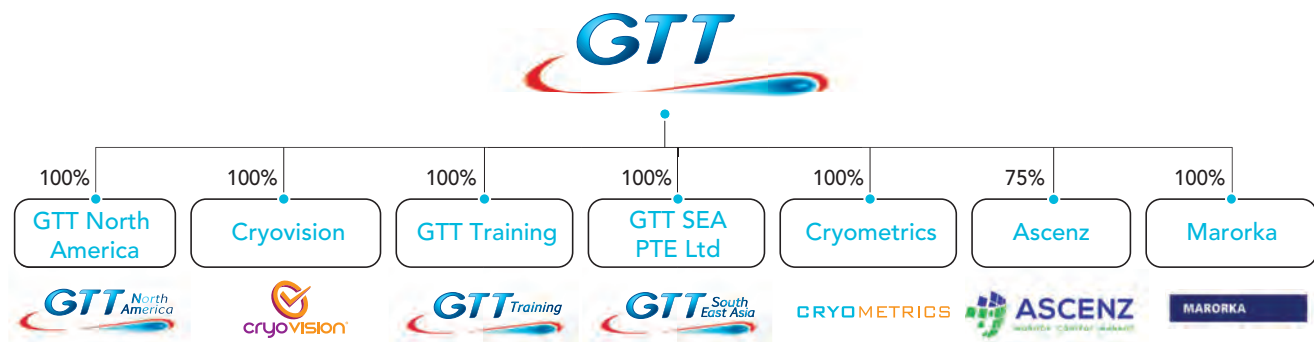 GTT
100% 100% 100% 100% 100% 75% 100%
GTT North
America
Cryovision
GTT Training
GTT SEA
PTE Ltd
Cryometrics
Ascenz
Marorka
GTT North
America
cryovision
GTT Training
GTT South
East Asia
CRYOMETRICS
ASCENZ
MARORKA